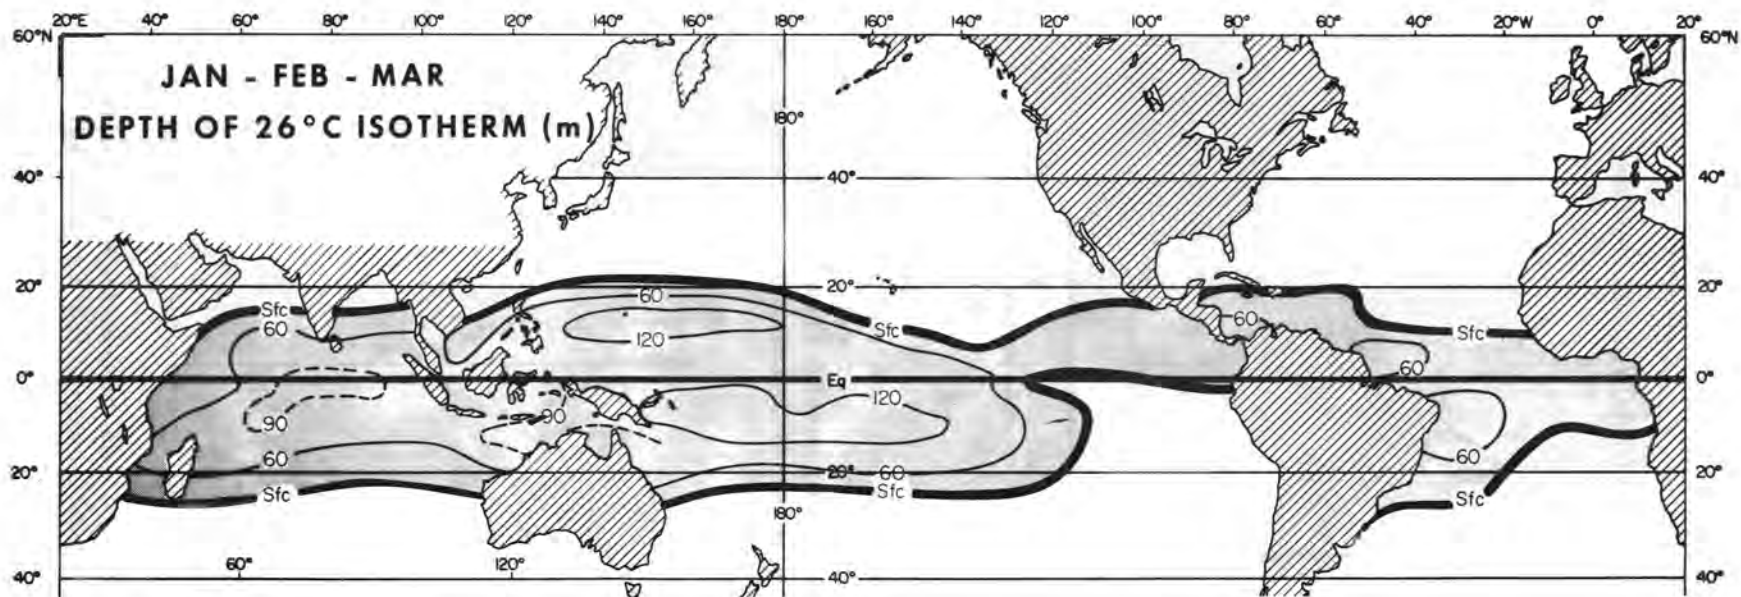 20°E 40° 60° 80° 100° 120° 140° 160° 180° 160° 140° 120° 100° 80° 60° 40° 20°W 0° 20°
60°N 60°N
JAN - FEB - MAR
DEPTH OF 26°C ISOTHERM (m)
180°
40° 40° 40°
20° 20° 20°
Sfc 60 Sfc 60 Sfc
60 120 60
0° Eq 0°
90 90 120
60 60
20° 20° 60 20°
Sfc Sfc Sfc
180°
60° 120°
40° 40° 40°